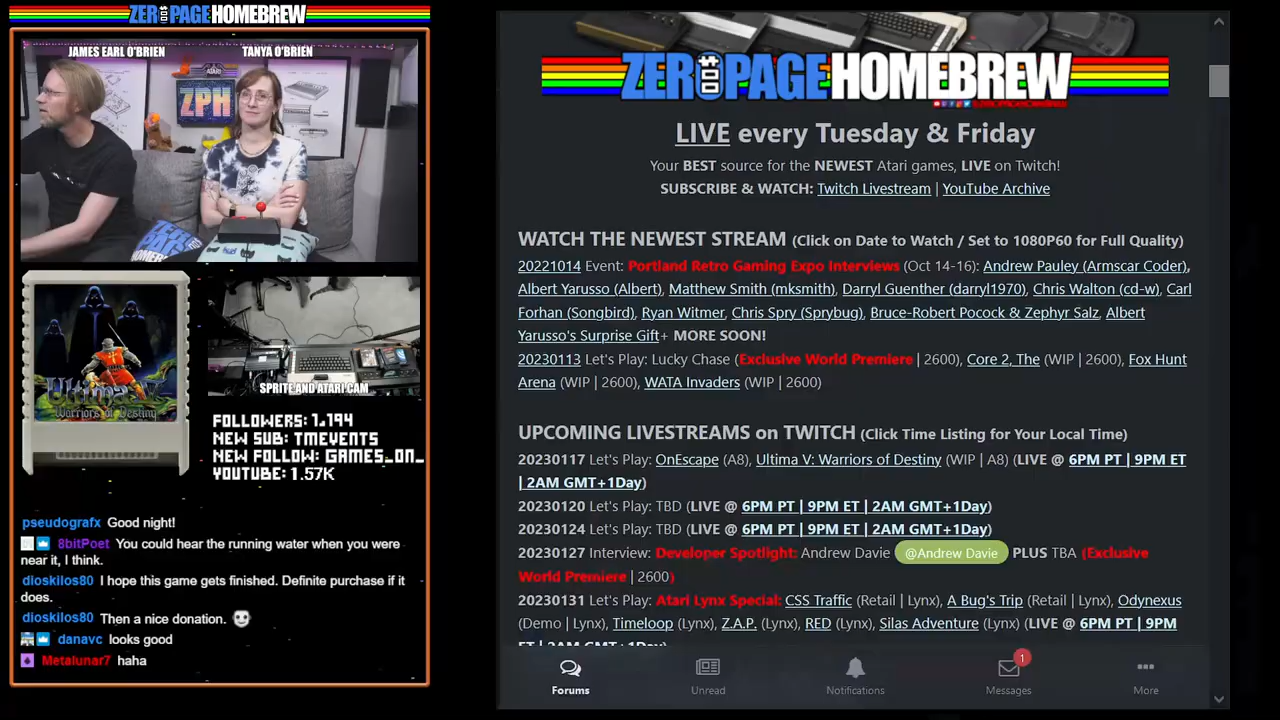 ZEROPAGE HOMEBREW
JAMES EARL O'BRIEN
TANYA O'BRIEN
ATARI
ZPH
Ultima V
Warriors of Destiny
SPRITE AND ATARI CAM
FOLLOWERS: 1,194
NEW SUB: TMEVENTS
NEW FOLLOW: GAMES_ON_
YOUTUBE: 1.57K
pseudografx Good night!
8bitPoet You could hear the running water when you were
near it, I think.
dioskilos80 I hope this game gets finished. Definite purchase if it
does.
dioskilos80 Then a nice donation.
danavc looks good
Metalunar7 haha
ZEROPAGE HOMEBREW
LIVE every Tuesday & Friday
Your BEST source for the NEWEST Atari games, LIVE on Twitch!
SUBSCRIBE & WATCH: Twitch Livestream | YouTube Archive
WATCH THE NEWEST STREAM (Click on Date to Watch / Set to 1080P60 for Full Quality)
20221014 Event: Portland Retro Gaming Expo Interviews (Oct 14-16): Andrew Pauley (Armscar Coder),
Albert Yarusso (Albert), Matthew Smith (mksmith), Darryl Guenther (darryl1970), Chris Walton (cd-w), Carl
Forhan (Songbird), Ryan Witmer, Chris Spry (Sprybug), Bruce-Robert Pocock & Zephyr Salz, Albert
Yarusso's Surprise Gift+ MORE SOON!
20230113 Let's Play: Lucky Chase (Exclusive World Premiere | 2600), Core 2, The (WIP | 2600), Fox Hunt
Arena (WIP | 2600), WATA Invaders (WIP | 2600)
UPCOMING LIVESTREAMS on TWITCH (Click Time Listing for Your Local Time)
20230117 Let's Play: OnEscape (A8), Ultima V: Warriors of Destiny (WIP | A8) (LIVE @ 6PM PT | 9PM ET
| 2AM GMT+1Day)
20230120 Let's Play: TBD (LIVE @ 6PM PT | 9PM ET | 2AM GMT+1Day)
20230124 Let's Play: TBD (LIVE @ 6PM PT | 9PM ET | 2AM GMT+1Day)
20230127 Interview: Developer Spotlight: Andrew Davie @Andrew Davie PLUS TBA (Exclusive
World Premiere | 2600)
20230131 Let's Play: Atari Lynx Special: CSS Traffic (Retail | Lynx), A Bug's Trip (Retail | Lynx), Odynexus
(Demo | Lynx), Timeloop (Lynx), Z.A.P. (Lynx), RED (Lynx), Silas Adventure (Lynx) (LIVE @ 6PM PT | 9PM
ET | 2AM GMT+1Day)
1
Forums
Unread
Notifications
Messages
More